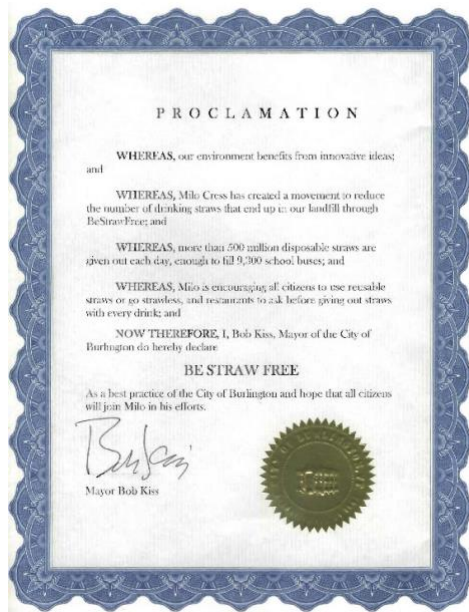 PROCLAMATION
WHEREAS, our environment benefits from innovative ideas;
and
WHEREAS, Milo Cress has created a movement to reduce
the number of drinking straws that end up in our landfill through
BeStrawFree; and
WHEREAS, more than 500 million disposable straws are
given out each day, enough to fill 9,300 school buses; and
WHEREAS, Milo is encouraging all citizens to use reusable
straws or go strawless, and restaurants to ask before giving out straws
with every drink; and
NOW THEREFORE, I, Bob Kiss, Mayor of the City of
Burlington do hereby declare
BE STRAW FREE
As a best practice of the City of Burlington and hope that all citizens
will join Milo in his efforts.
Mayor Bob Kiss